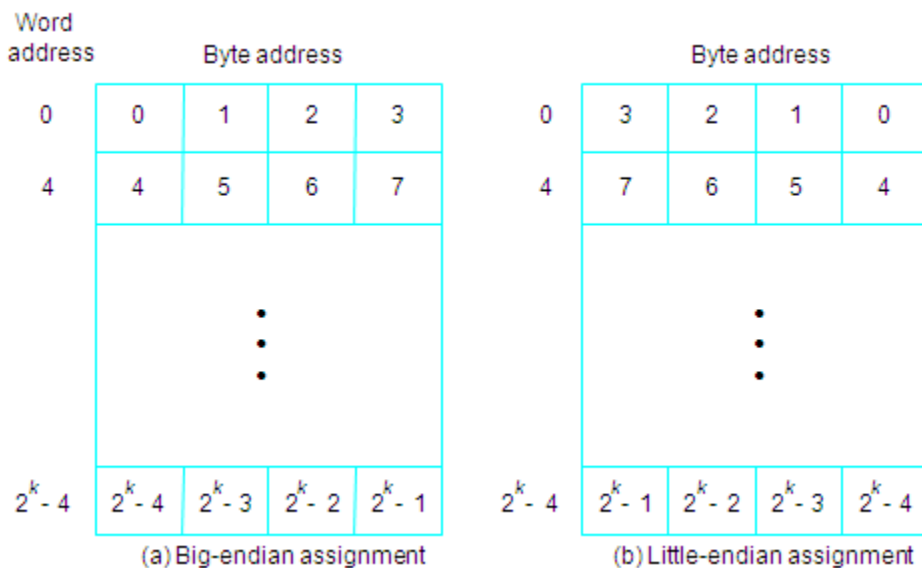 Word
address
Byte address
0 0 1 2 3
4 4 5 6 7
2^k - 4 2^k - 4 2^k - 3 2^k - 2 2^k - 1
(a) Big-endian assignment
Byte address
0 3 2 1 0
4 7 6 5 4
2^k - 4 2^k - 1 2^k - 2 2^k - 3 2^k - 4
(b) Little-endian assignment